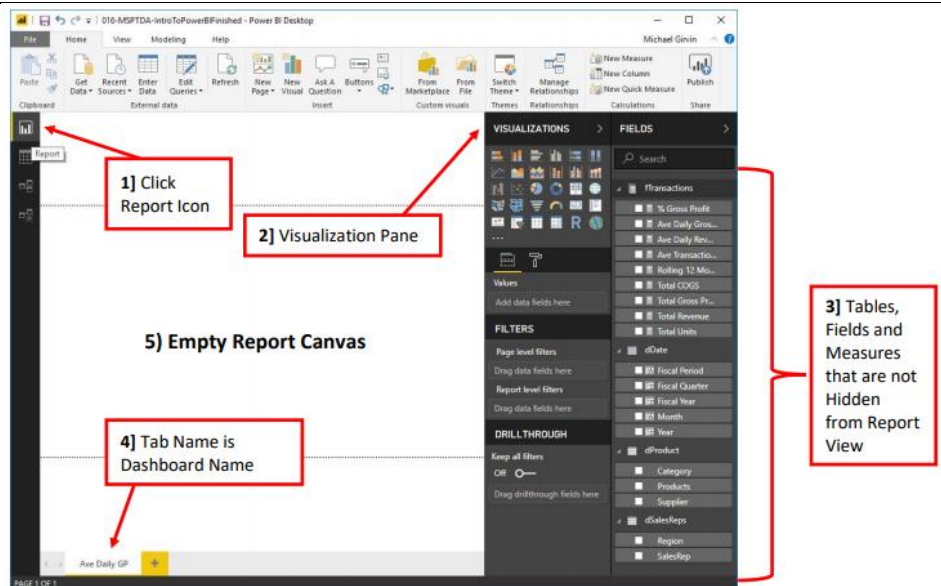 016-MSPTDA-IntroToPowerBIFinished - Power BI Desktop
File Home View Modeling Help Michael Girvin
Paste
Get Data
Recent Sources
Enter Data
Edit Queries
Refresh
New Page
New Visual
Ask A Question
Buttons
From Marketplace
From File
Switch Theme
Manage Relationships
New Measure
New Column
New Quick Measure
Publish
Clipboard External data Insert Custom visuals Themes Relationships Calculations Share
Report
1] Click
Report Icon
2] Visualization Pane
5) Empty Report Canvas
4] Tab Name is
Dashboard Name
Ave Daily GP
PAGE 1 OF 1
VISUALIZATIONS
R
...
Values
Add data fields here
FILTERS
Page level filters
Drag data fields here
Report level filters
Drag data fields here
DRILLTHROUGH
Keep all filters
Off
Drag drillthrough fields here
FIELDS
Search
fTransactions
% Gross Profit
Ave Daily Gros...
Ave Daily Rev...
Ave Transactio...
Rolling 12 Mo...
Total COGS
Total Gross Pr...
Total Revenue
Total Units
dDate
Fiscal Period
Fiscal Quarter
Fiscal Year
Month
Year
dProduct
Category
Products
Supplier
dSalesReps
Region
SalesRep
3] Tables,
Fields and
Measures
that are not
Hidden
from Report
View